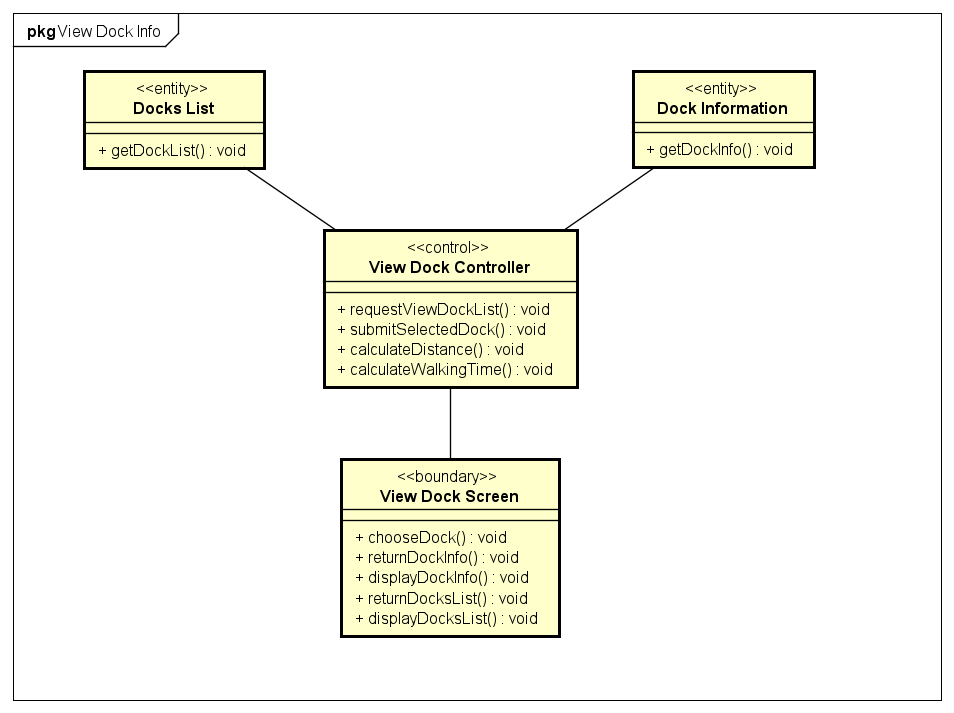 pkg View Dock Info
<<entity>>
Docks List
+ getDockList() : void
<<entity>>
Dock Information
+ getDockInfo() : void
<<control>>
View Dock Controller
+ requestViewDockList() : void
+ submitSelectedDock() : void
+ calculateDistance() : void
+ calculateWalkingTime() : void
<<boundary>>
View Dock Screen
+ chooseDock() : void
+ returnDockInfo() : void
+ displayDockInfo() : void
+ returnDocksList() : void
+ displayDocksList() : void